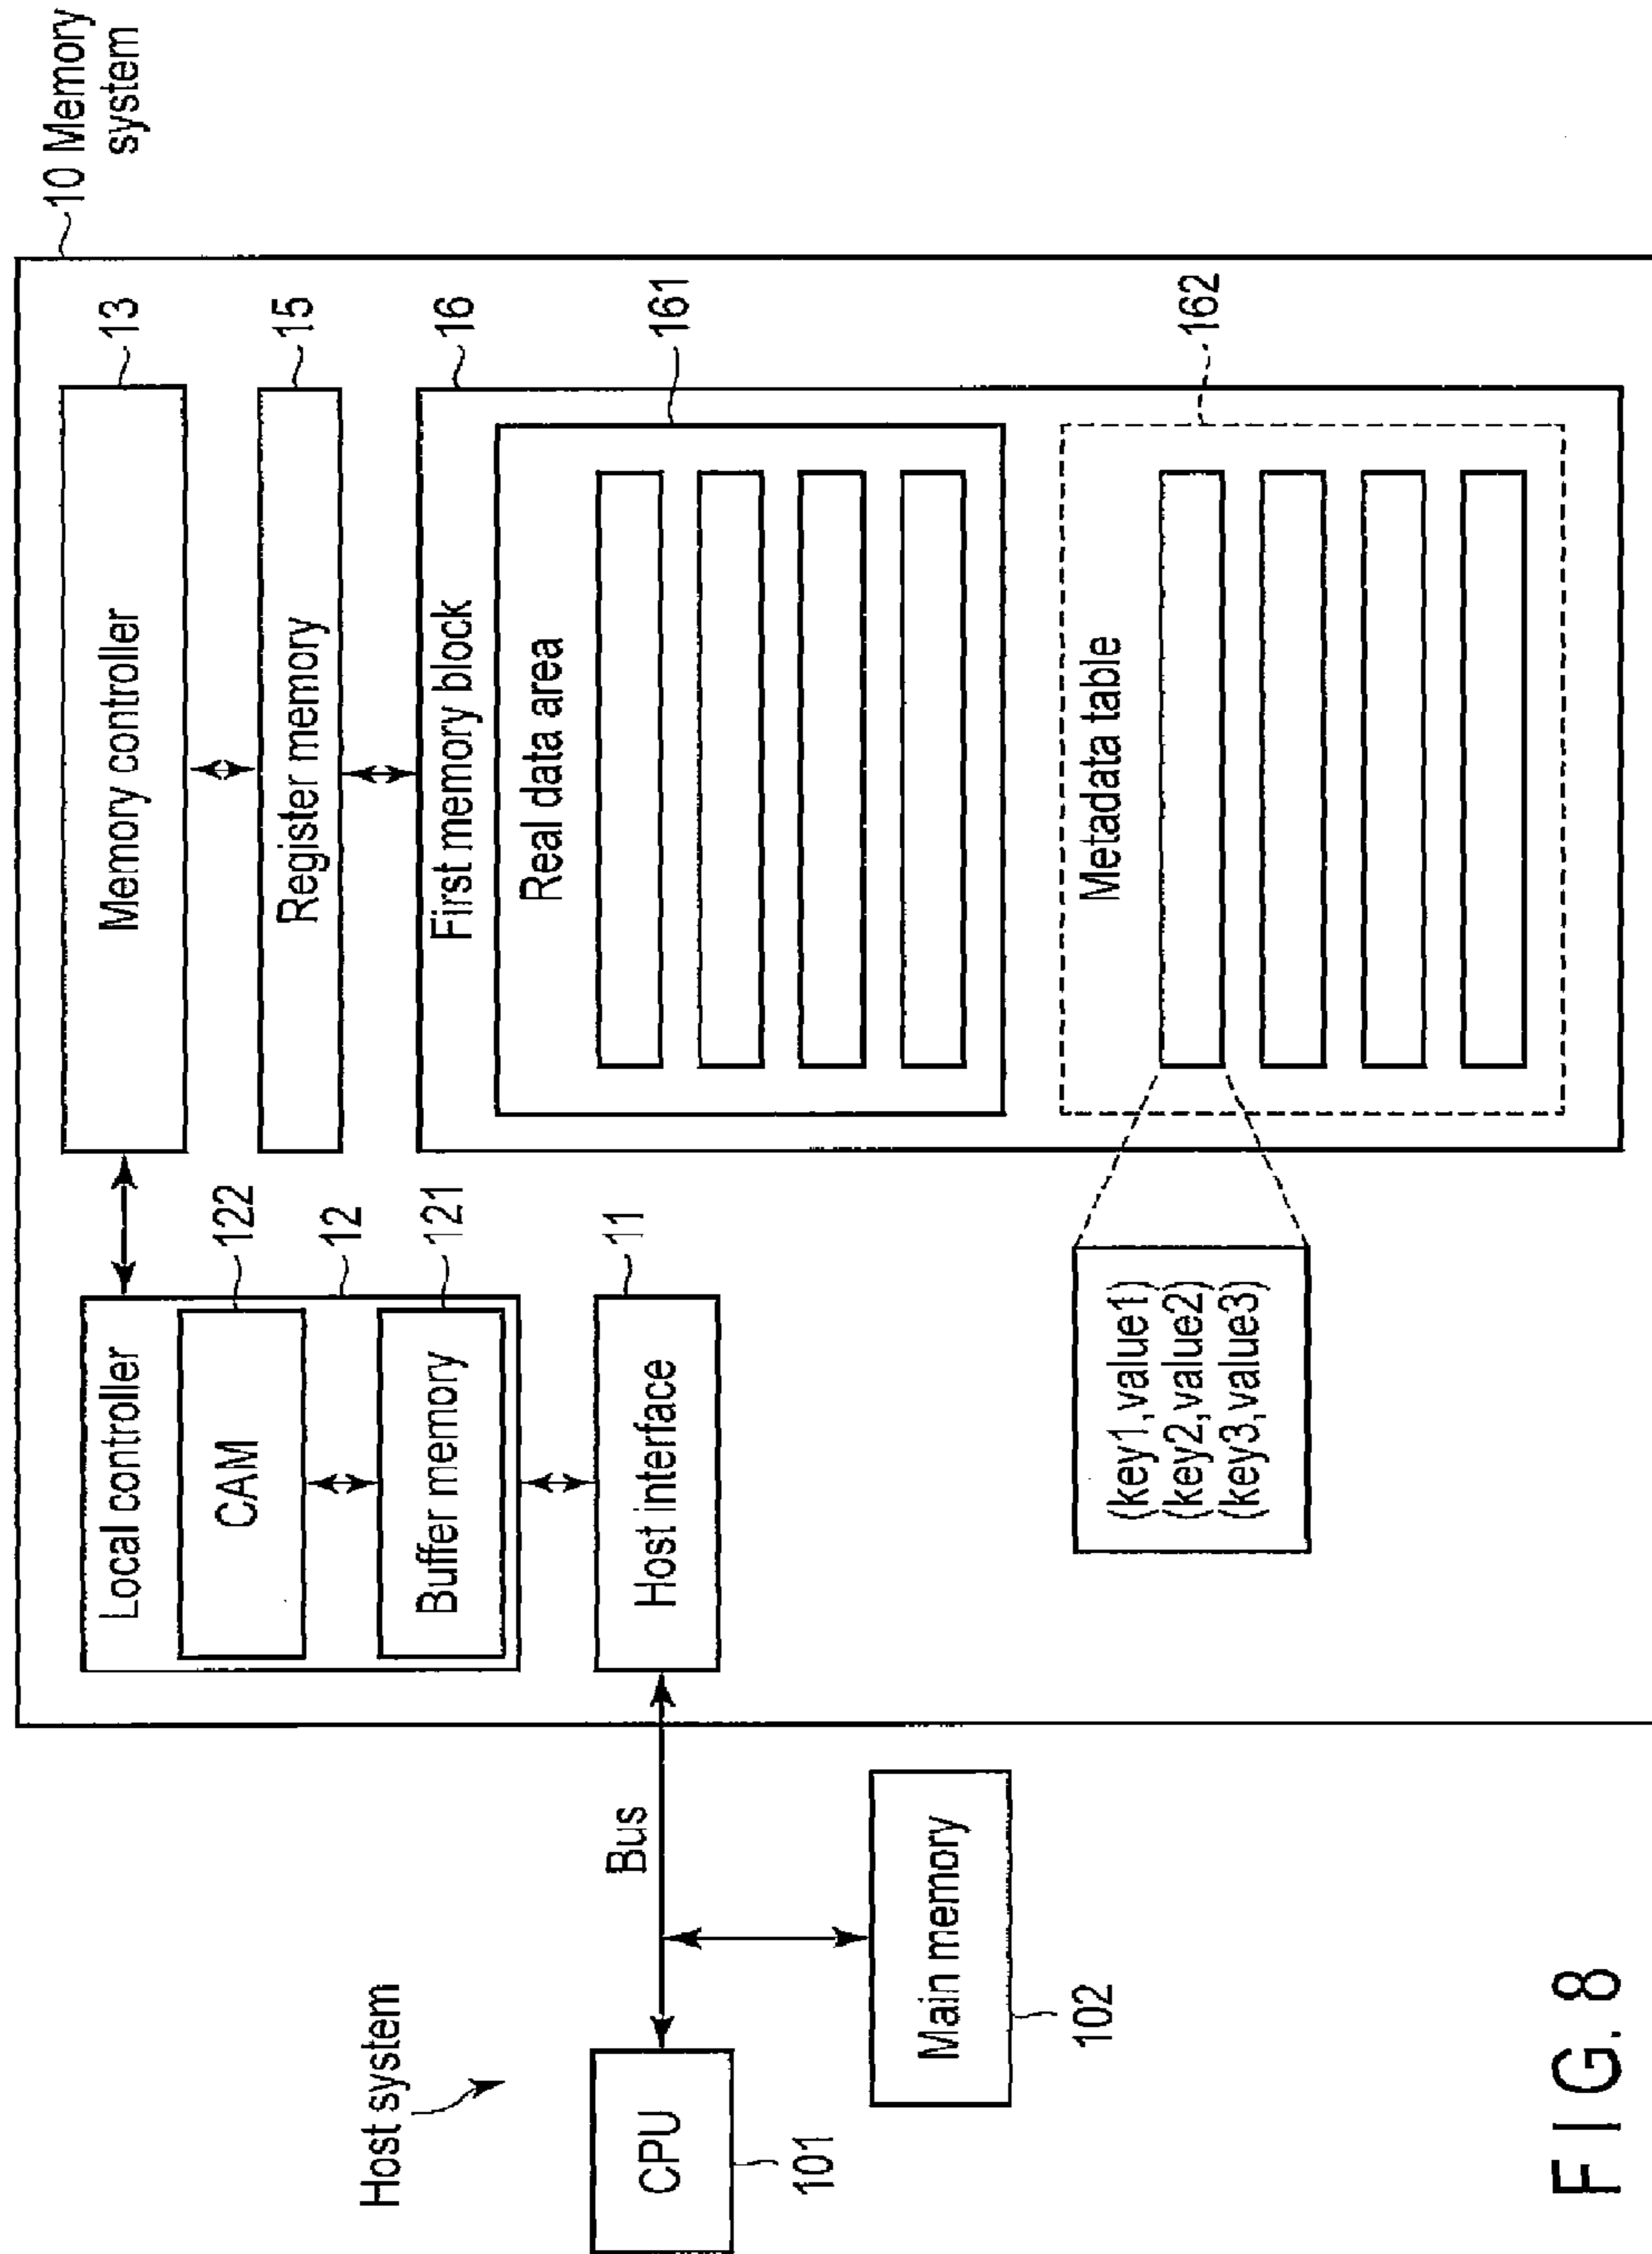 10 Memory
system
13
Memory controller
15
Register memory
16
First memory block
161
Real data area
162
Metadata table
122
Local controller
12
CAM
121
Buffer memory
11
Host interface
(key1,value1)
(key2,value2)
(key3,value3)
Bus
Host system
CPU
101
Main memory
102
FIG. 8